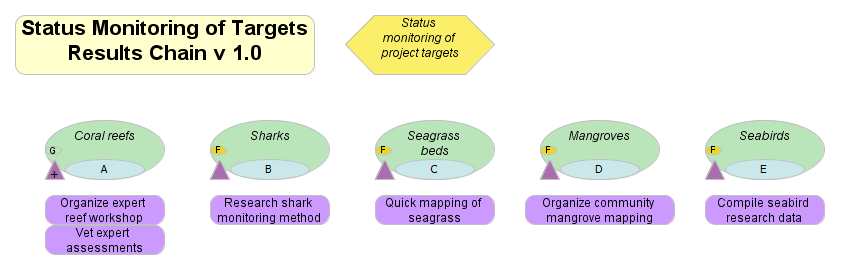 Status Monitoring of Targets
Results Chain v 1.0
Status
monitoring of
project targets
Coral reefs
G
A
+
Sharks
F
B
Seagrass
beds
F
C
Mangroves
F
D
Seabirds
F
E
Organize expert
reef workshop
Vet expert
assessments
Research shark
monitoring method
Quick mapping of
seagrass
Organize community
mangrove mapping
Compile seabird
research data